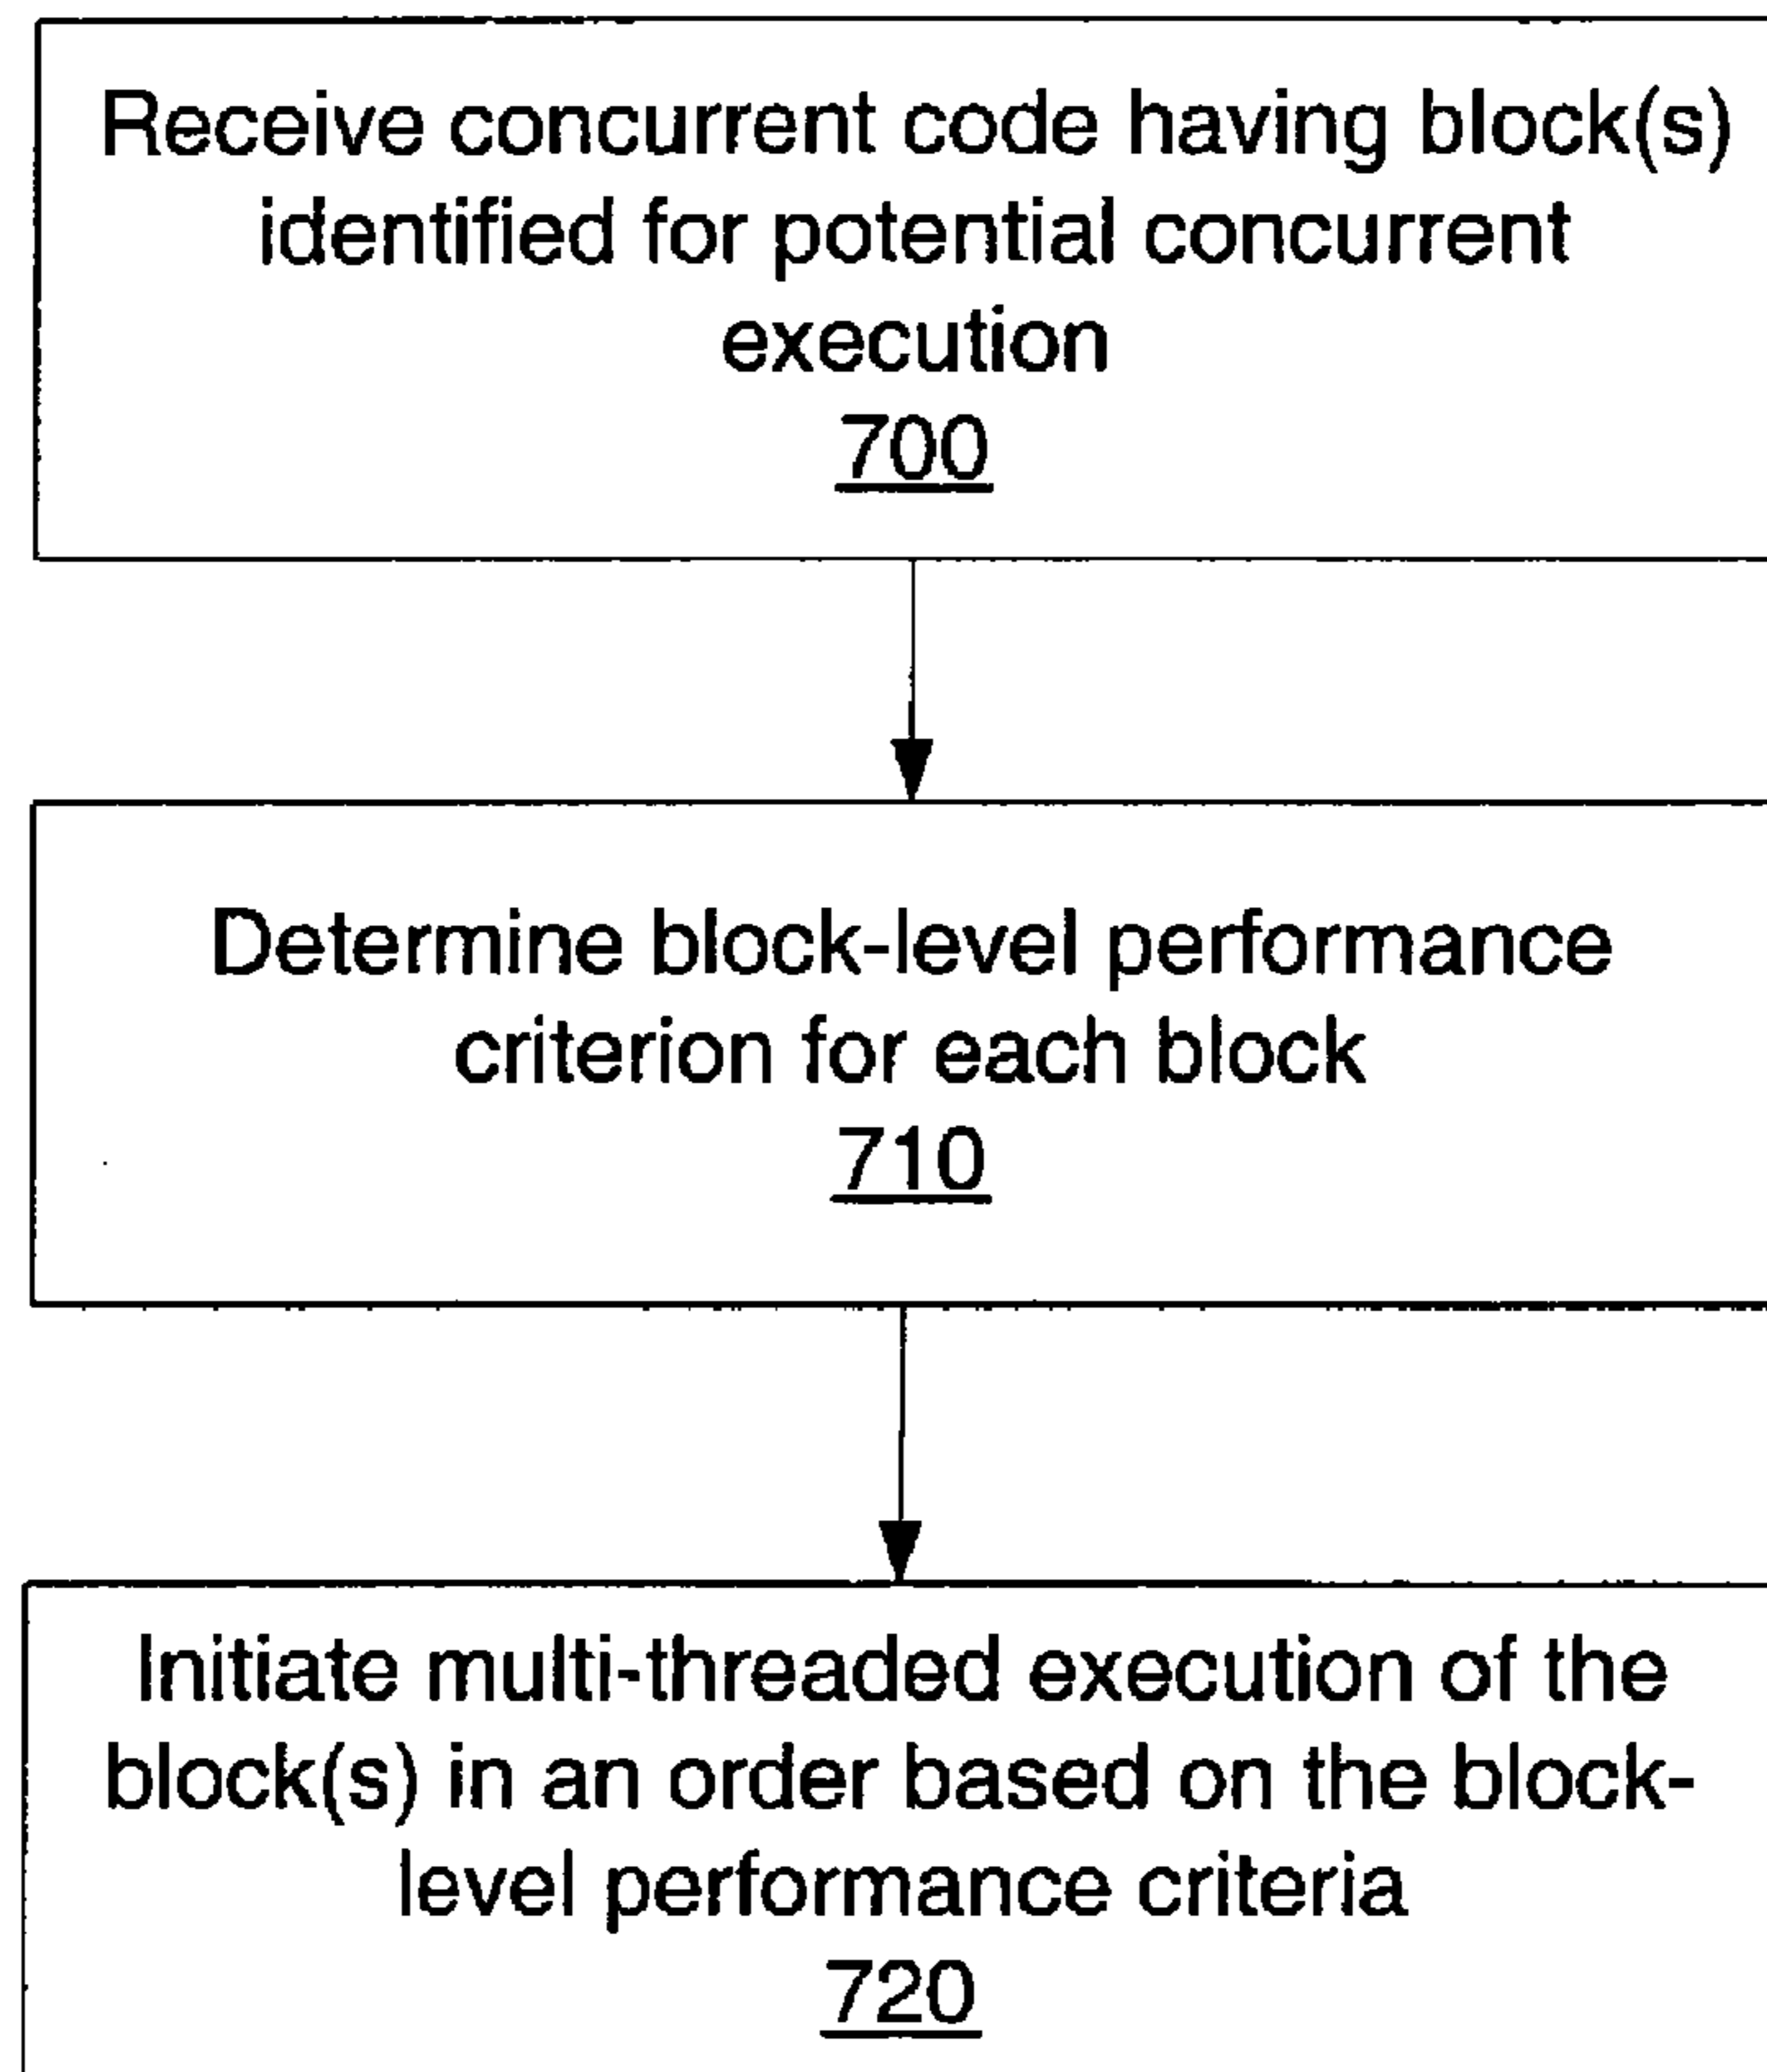 Receive concurrent code having block(s)
identified for potential concurrent
execution
700
Determine block-level performance
criterion for each block
710
Initiate multi-threaded execution of the
block(s) in an order based on the block-
level performance criteria
720